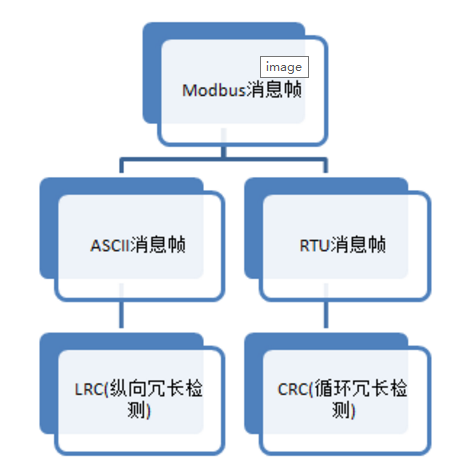 image
Modbus消息帧
ASCII消息帧
RTU消息帧
LRC(纵向冗长检
测)
CRC(循环冗长检
测)